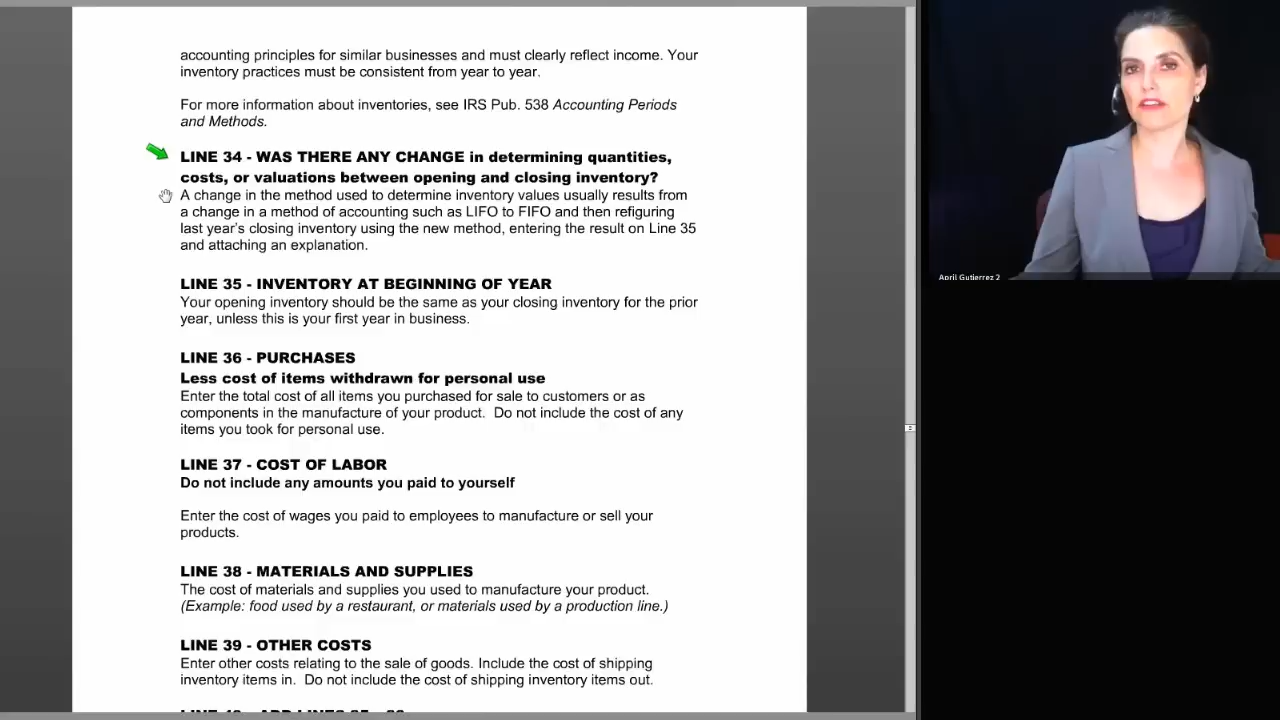 accounting principles for similar businesses and must clearly reflect income. Your
inventory practices must be consistent from year to year.
For more information about inventories, see IRS Pub. 538 Accounting Periods
and Methods.
LINE 34 - WAS THERE ANY CHANGE in determining quantities,
costs, or valuations between opening and closing inventory?
A change in the method used to determine inventory values usually results from
a change in a method of accounting such as LIFO to FIFO and then refiguring
last year's closing inventory using the new method, entering the result on Line 35
and attaching an explanation.
LINE 35 - INVENTORY AT BEGINNING OF YEAR
Your opening inventory should be the same as your closing inventory for the prior
year, unless this is your first year in business.
LINE 36 - PURCHASES
Less cost of items withdrawn for personal use
Enter the total cost of all items you purchased for sale to customers or as
components in the manufacture of your product.  Do not include the cost of any
items you took for personal use.
LINE 37 - COST OF LABOR
Do not include any amounts you paid to yourself
Enter the cost of wages you paid to employees to manufacture or sell your
products.
LINE 38 - MATERIALS AND SUPPLIES
The cost of materials and supplies you used to manufacture your product.
(Example: food used by a restaurant, or materials used by a production line.)
LINE 39 - OTHER COSTS
Enter other costs relating to the sale of goods. Include the cost of shipping
inventory items in.  Do not include the cost of shipping inventory items out.
April Gutierrez 2